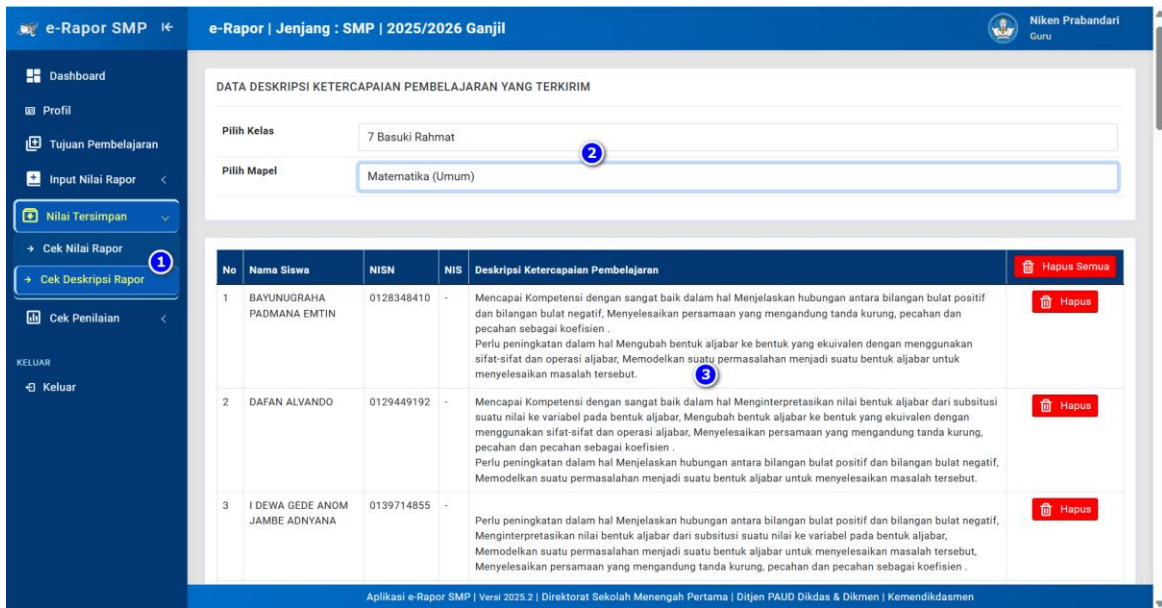 e-Rapor SMP
e-Rapor | Jenjang : SMP | 2025/2026 Ganjil
Niken Prabandari
Guru
Dashboard
Profil
Tujuan Pembelajaran
Input Nilai Rapor
Nilai Tersimpan
Cek Nilai Rapor
1
Cek Deskripsi Rapor
Cek Penilaian
KELUAR
Keluar
DATA DESKRIPSI KETERCAPAIAN PEMBELAJARAN YANG TERKIRIM
Pilih Kelas
7 Basuki Rahmat
2
Pilih Mapel
Matematika (Umum)
No Nama Siswa NISN NIS Deskripsi Ketercapaian Pembelajaran Hapus Semua
1 BAYUNUGRAHA PADMANA EMTIN 0128348410 -
Mencapai Kompetensi dengan sangat baik dalam hal Menjelaskan hubungan antara bilangan bulat positif
dan bilangan bulat negatif, Menyelesaikan persamaan yang mengandung tanda kurung, pecahan dan
pecahan sebagai koefisien .
Perlu peningkatan dalam hal Mengubah bentuk aljabar ke bentuk yang ekuivalen dengan menggunakan
sifat-sifat dan operasi aljabar, Memodelkan suatu permasalahan menjadi suatu bentuk aljabar untuk
menyelesaikan masalah tersebut.
3
Hapus
2 DAFAN ALVANDO 0129449192 -
Mencapai Kompetensi dengan sangat baik dalam hal Menginterpretasikan nilai bentuk aljabar dari subsitusi
suatu nilai ke variabel pada bentuk aljabar, Mengubah bentuk aljabar ke bentuk yang ekuivalen dengan
menggunakan sifat-sifat dan operasi aljabar, Menyelesaikan persamaan yang mengandung tanda kurung,
pecahan dan pecahan sebagai koefisien .
Perlu peningkatan dalam hal Menjelaskan hubungan antara bilangan bulat positif dan bilangan bulat negatif,
Memodelkan suatu permasalahan menjadi suatu bentuk aljabar untuk menyelesaikan masalah tersebut.
Hapus
3 I DEWA GEDE ANOM JAMBE ADNYANA 0139714855 -
Perlu peningkatan dalam hal Menjelaskan hubungan antara bilangan bulat positif dan bilangan bulat negatif,
Menginterpretasikan nilai bentuk aljabar dari subsitusi suatu nilai ke variabel pada bentuk aljabar,
Memodelkan suatu permasalahan menjadi suatu bentuk aljabar untuk menyelesaikan masalah tersebut,
Menyelesaikan persamaan yang mengandung tanda kurung, pecahan dan pecahan sebagai koefisien .
Hapus
Aplikasi e-Rapor SMP | Versi 2025.2 | Direktorat Sekolah Menengah Pertama | Ditjen PAUD Dikdas & Dikmen | Kemendikdasmen